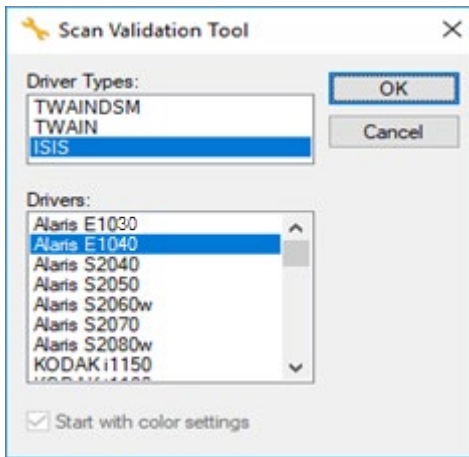 Scan Validation Tool
Driver Types:
TWAINDSM
TWAIN
ISIS
OK
Cancel
Drivers:
Alaris E1030
Alaris E1040
Alaris S2040
Alaris S2050
Alaris S2060w
Alaris S2070
Alaris S2080w
KODAK i1150
Start with color settings